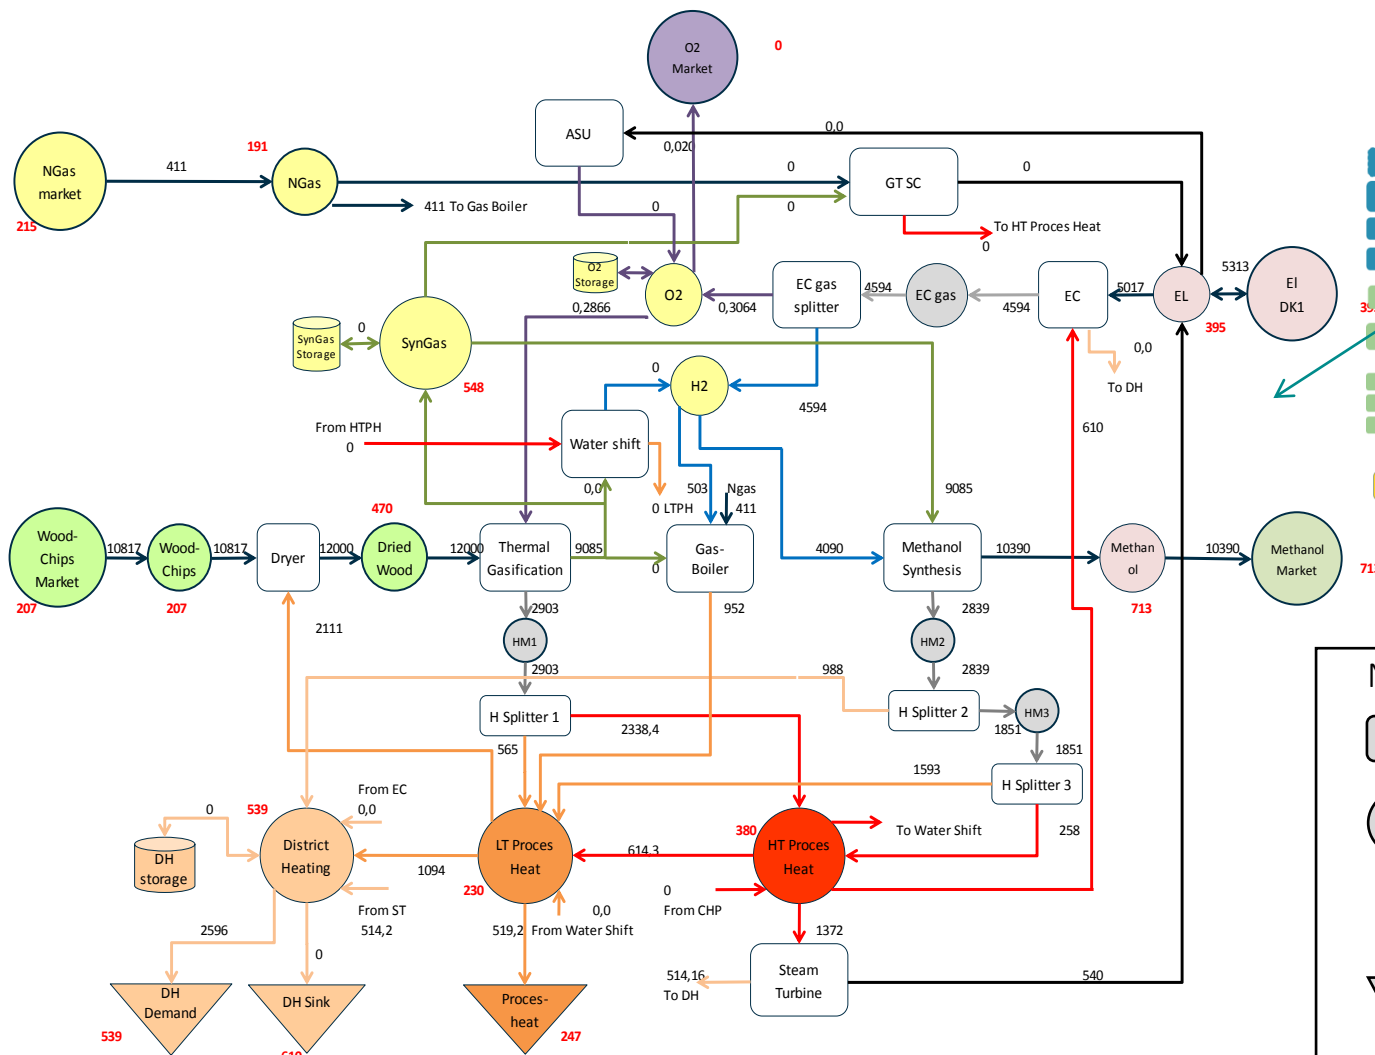 O2
Market
0
ASU
0,0
0,020
191
NGas
market
411
NGas
0
GT SC
0
215
411 To Gas Boiler
0
0
To HT Proces Heat
0
O2
Storage
O2
EC gas
splitter
4594
EC gas
EC
5017
EL
5313
El
DK1
0,2866
0,3064
4594
395
SynGas
Storage
0
SynGas
548
0
H2
4594
0,0
To DH
From HTPH
0
Water shift
610
0,0
0 LTPH
503
Ngas
411
9085
470
Wood-
Chips
Market
10817
Wood-
Chips
10817
Dryer
12000
Dried
Wood
12000
Thermal
Gasification
9085
0
Gas-
Boiler
4090
Methanol
Synthesis
10390
Methan
ol
10390
Methanol
Market
207
207
713
2111
2903
952
2839
HM1
HM2
2903
988
2839
H Splitter 1
2338,4
H Splitter 2
1851
HM3
565
1851
1593
H Splitter 3
From EC
0,0
0
539
District
Heating
LT Proces
Heat
380
HT Proces
Heat
To Water Shift
258
614,3
DH
storage
1094
230
0
From CHP
From ST
514,2
2596
0
519,2
0,0
From Water Shift
1372
514,16
To DH
Steam
Turbine
540
DH
Demand
DH Sink
Proces-
heat
539
247